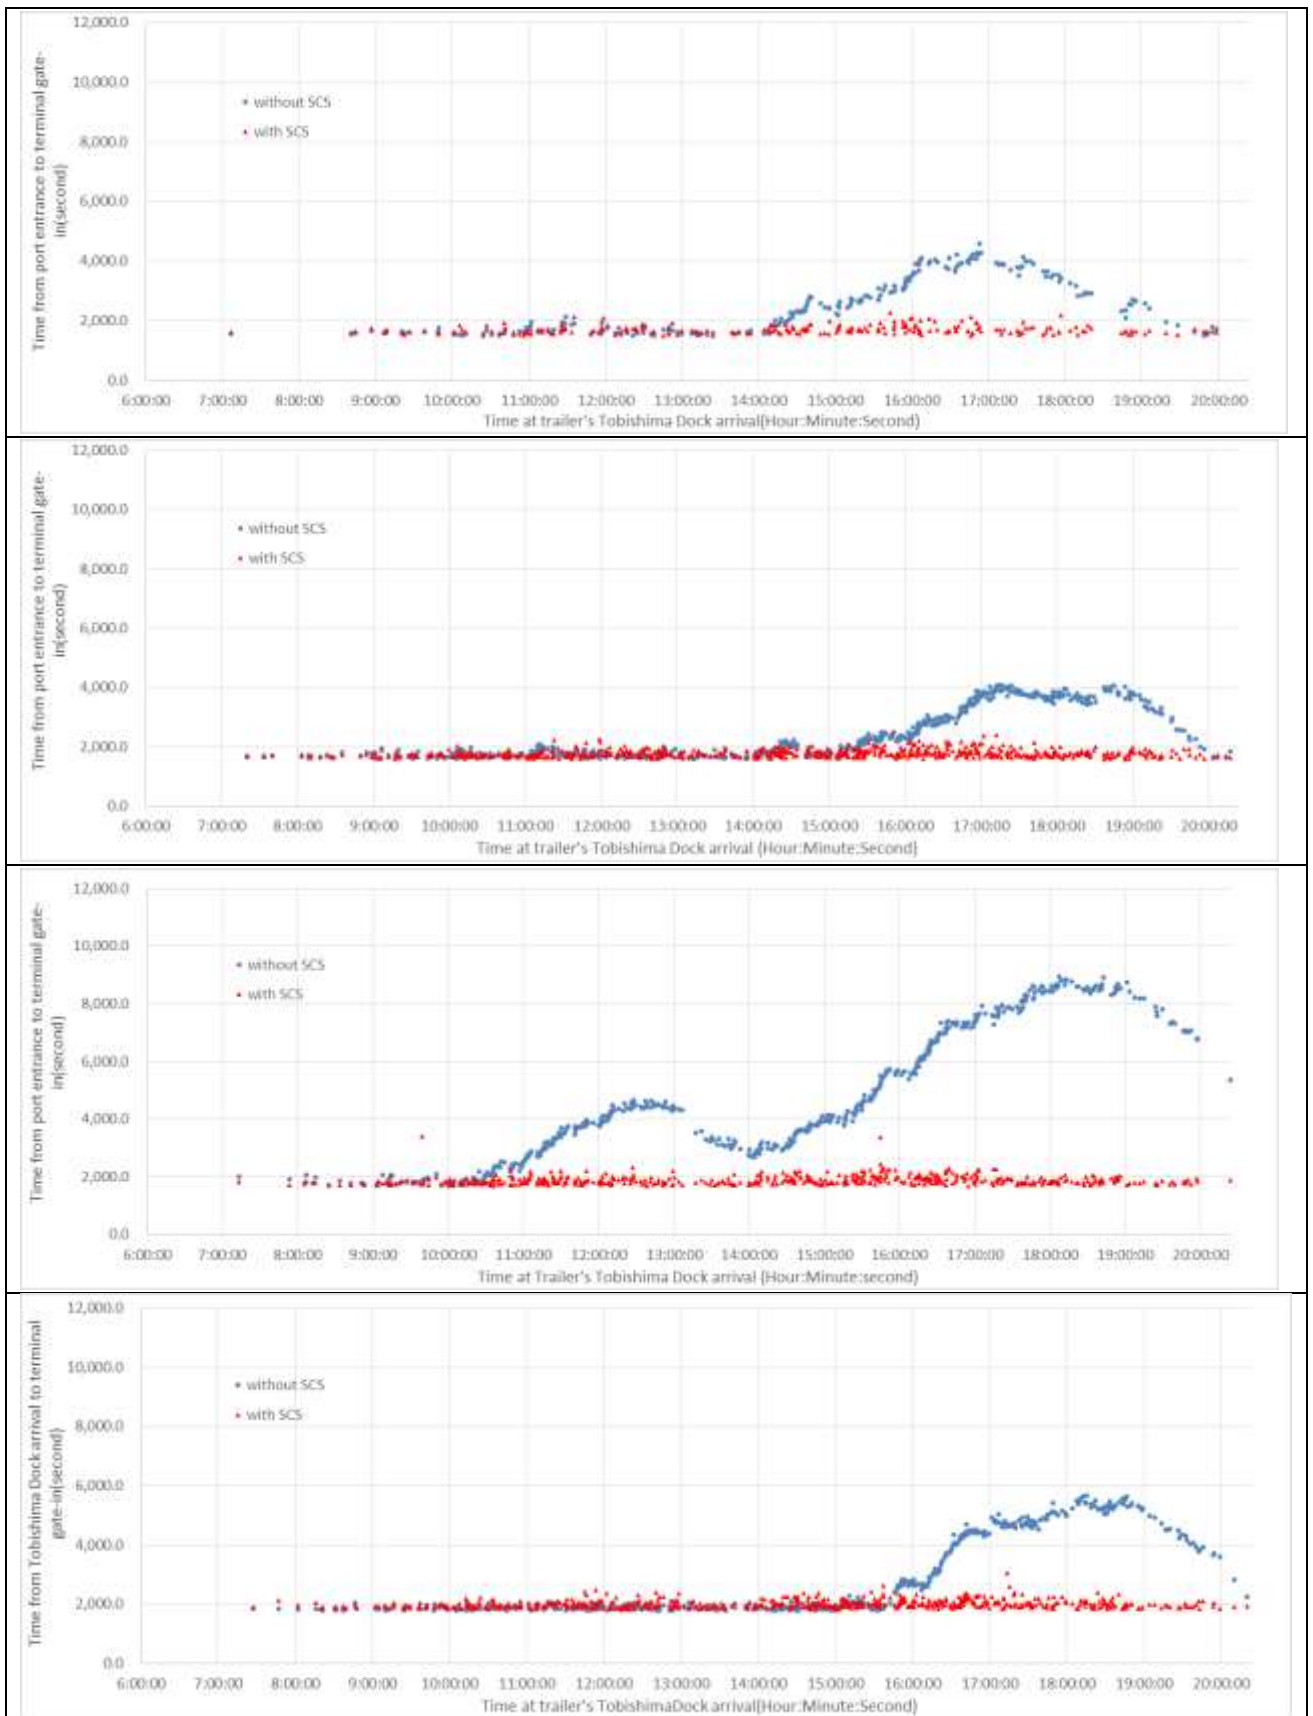 12,000.0
10,000.0
8,000.0
6,000.0
4,000.0
2,000.0
0.0
Time from port entrance to terminal gate-
in(second)
without SCS
with SCS
6:00:00 7:00:00 8:00:00 9:00:00 10:00:00 11:00:00 12:00:00 13:00:00 14:00:00 15:00:00 16:00:00 17:00:00 18:00:00 19:00:00 20:00:00
Time at trailer's Tobishima Dock arrival(Hour:Minute:Second)
12,000.0
10,000.0
8,000.0
6,000.0
4,000.0
2,000.0
0.0
Time from port entrance to terminal gate-
in(second)
without SCS
with SCS
6:00:00 7:00:00 8:00:00 9:00:00 10:00:00 11:00:00 12:00:00 13:00:00 14:00:00 15:00:00 16:00:00 17:00:00 18:00:00 19:00:00 20:00:00
Time at trailer's Tobishima Dock arrival (Hour:Minute:Second)
12,000.0
10,000.0
8,000.0
6,000.0
4,000.0
2,000.0
0.0
Time from port entrance to terminal gate-
in(second)
without SCS
with SCS
6:00:00 7:00:00 8:00:00 9:00:00 10:00:00 11:00:00 12:00:00 13:00:00 14:00:00 15:00:00 16:00:00 17:00:00 18:00:00 19:00:00 20:00:00
Time at Trailer's Tobishima Dock arrival (Hour:Minute:second)
12,000.0
10,000.0
8,000.0
6,000.0
4,000.0
2,000.0
0.0
Time from Tobishima Dock arrival to terminal
gate-in(second)
without SCS
with SCS
6:00:00 7:00:00 8:00:00 9:00:00 10:00:00 11:00:00 12:00:00 13:00:00 14:00:00 15:00:00 16:00:00 17:00:00 18:00:00 19:00:00 20:00:00
Time at trailer's TobishimaDock arrival(Hour:Minute:Second)